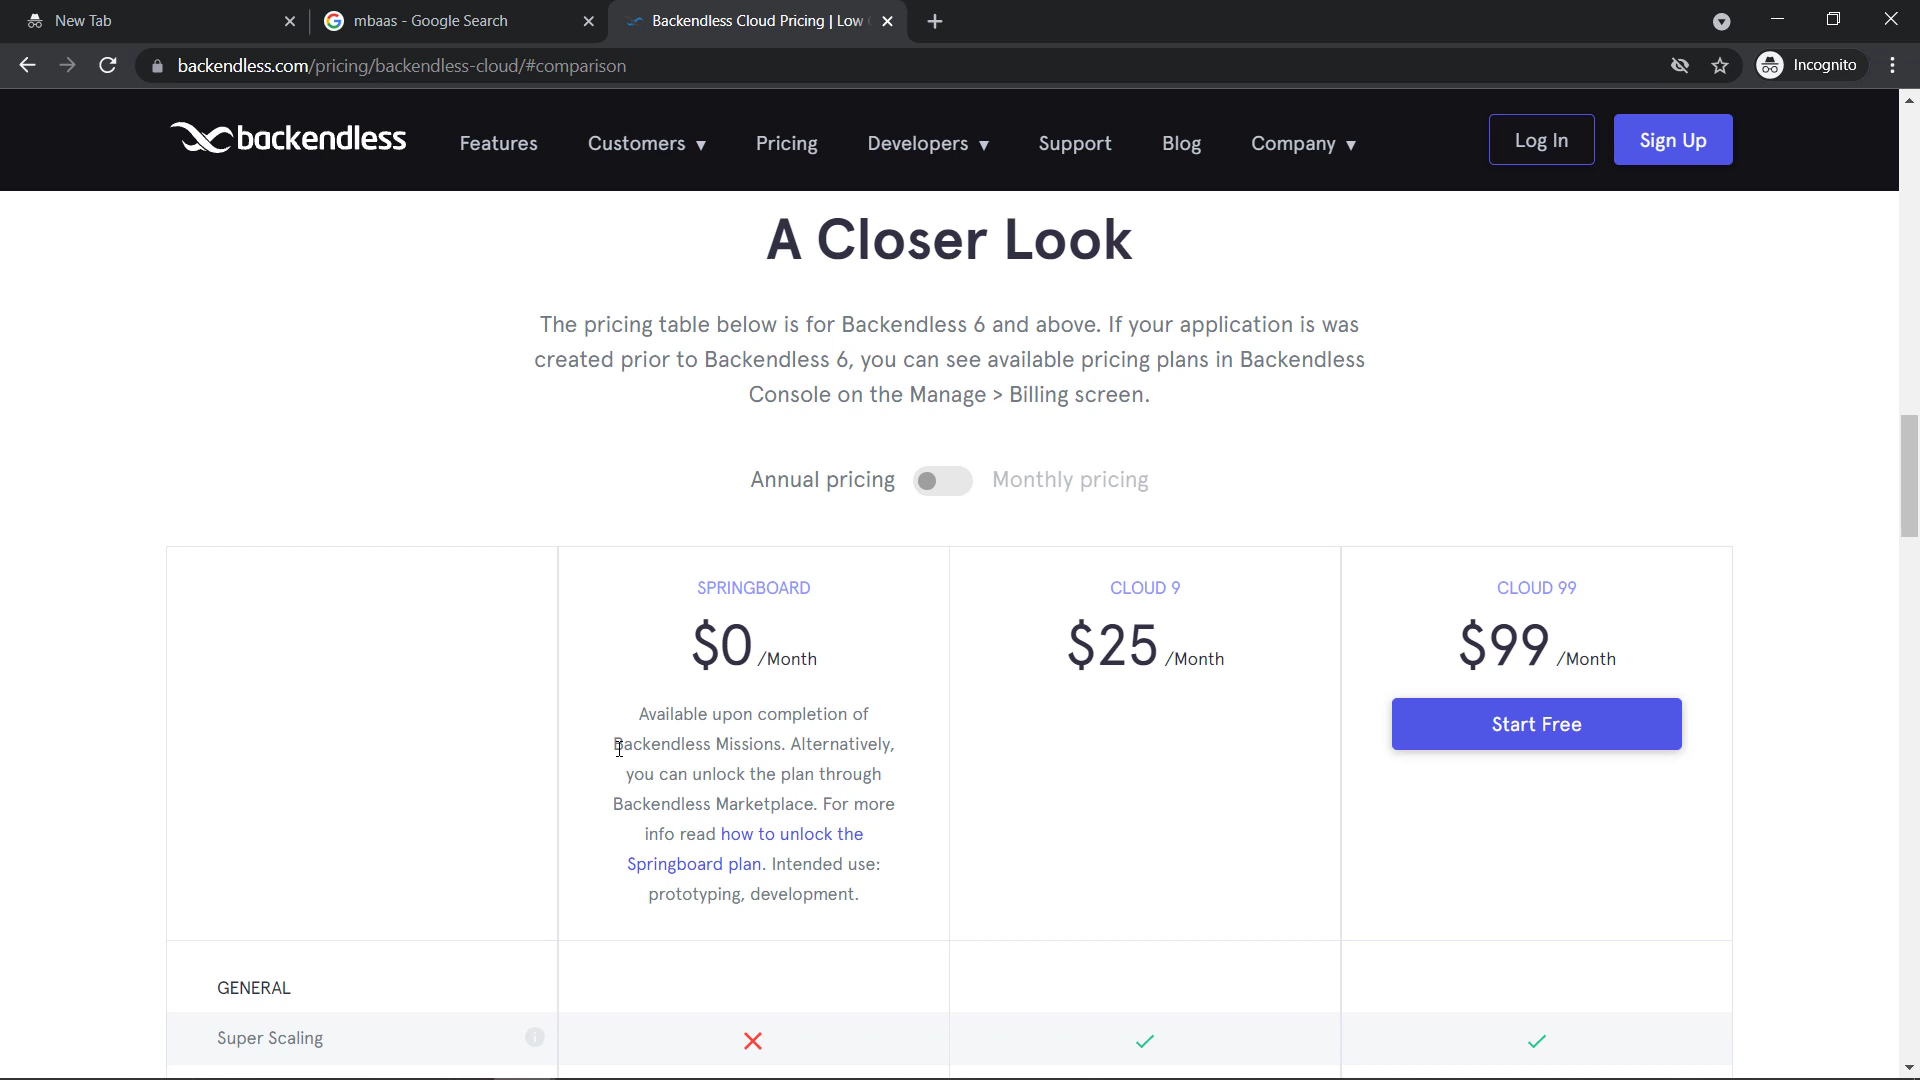 New Tab
mbaas - Google Search
Backendless Cloud Pricing | Low
backendless.com/pricing/backendless-cloud/#comparison
Incognito
backendless
Features
Customers ▾
Pricing
Developers ▾
Support
Blog
Company ▾
Log In
Sign Up
A Closer Look
The pricing table below is for Backendless 6 and above. If your application is was
created prior to Backendless 6, you can see available pricing plans in Backendless
Console on the Manage > Billing screen.
Annual pricing
Monthly pricing
SPRINGBOARD
$0 /Month
Available upon completion of
Backendless Missions. Alternatively,
you can unlock the plan through
Backendless Marketplace. For more
info read how to unlock the
Springboard plan. Intended use:
prototyping, development.
CLOUD 9
$25 /Month
CLOUD 99
$99 /Month
Start Free
GENERAL
Super Scaling